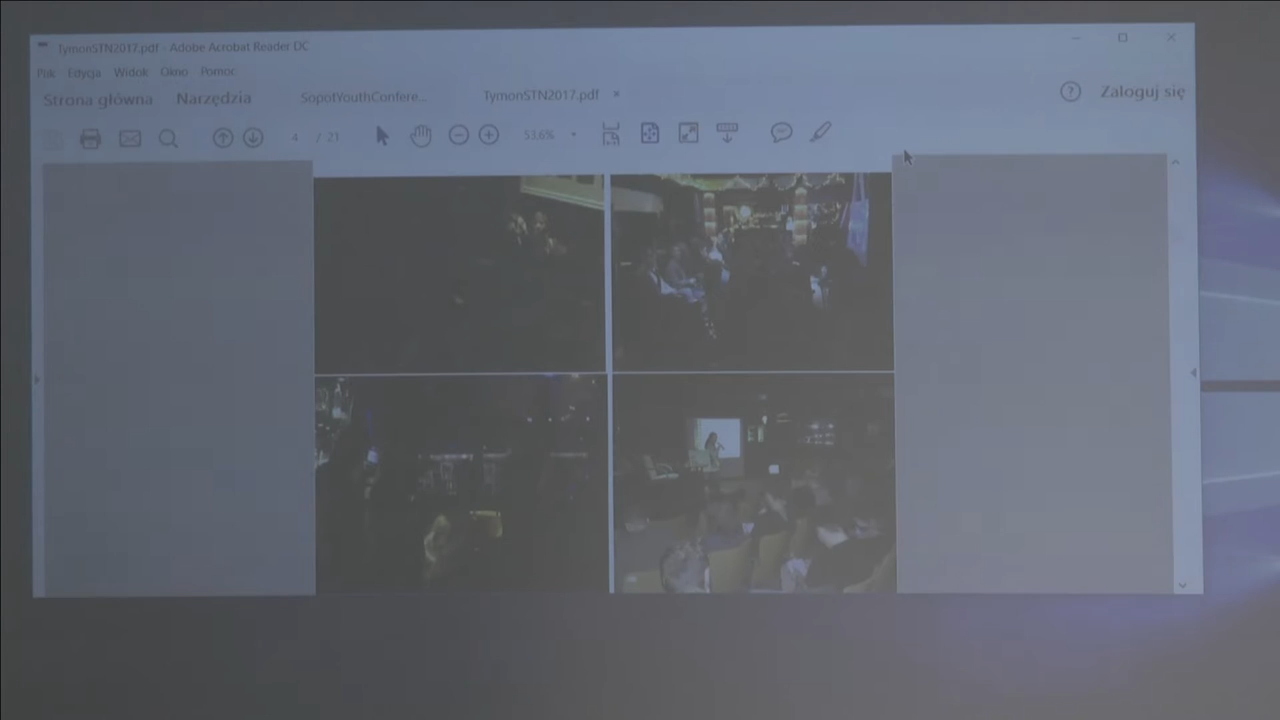 TymonSTN2017.pdf - Adobe Acrobat Reader DC
Plik Edycja Widok Okno Pomoc
Strona główna Narzędzia SopotYouthConfere... TymonSTN2017.pdf × ? Zaloguj się
4 / 21 53,6%